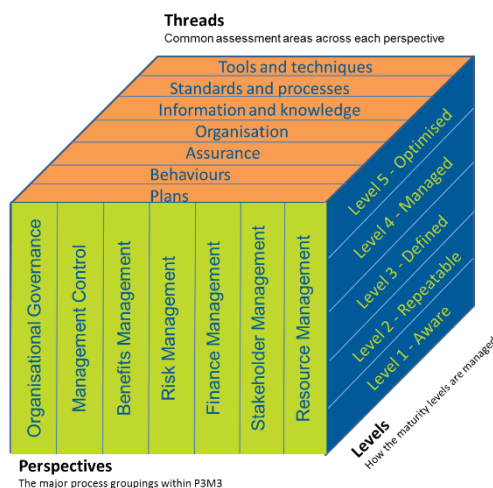 Threads
Common assessment areas across each perspective
Tools and techniques
Standards and processes
Information and knowledge
Organisation
Assurance
Behaviours
Plans
Organisational Governance
Management Control
Benefits Management
Risk Management
Finance Management
Stakeholder Management
Resource Management
Level 5 - Optimised
Level 4 - Managed
Level 3 - Defined
Level 2 - Repeatable
Level 1 - Aware
Levels
How the maturity levels are managed
Perspectives
The major process groupings within P3M3